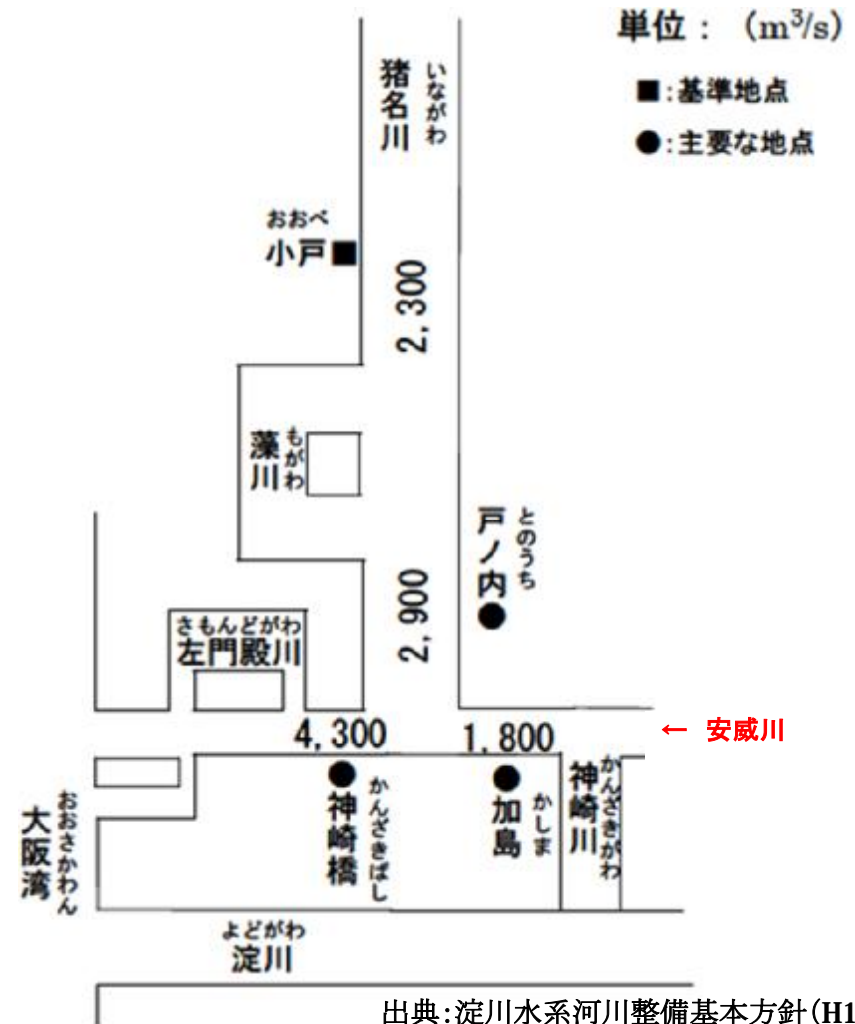 単位：（m³/s）
■:基準地点
●:主要な地点
いながわ
猪名川
おおべ
小戸■
2,300
もがわ
藻川
とのうち
戸ノ内●
2,900
さもんどがわ
左門殿川
← 安威川
4,300
1,800
かんざきばし
●神崎橋
かしま
●加島
かんざきがわ
神崎川
おおさかわん
大阪湾
よどがわ
淀川
出典:淀川水系河川整備基本方針(H1